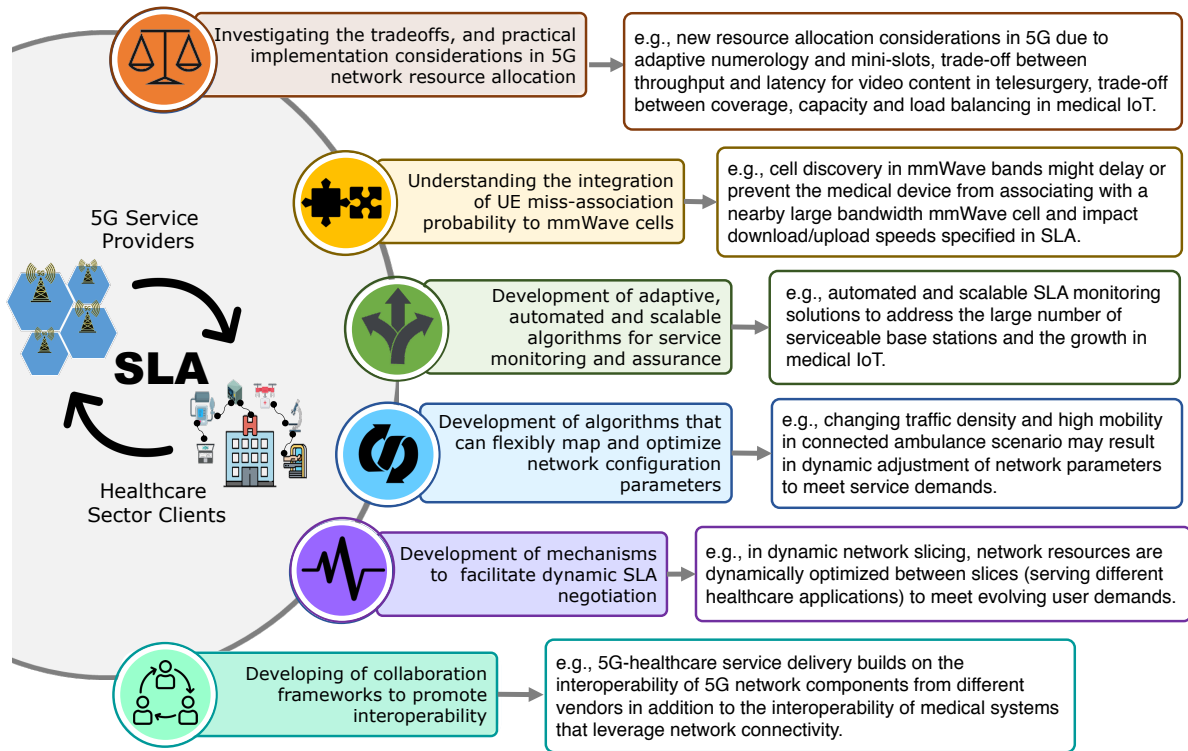 Investigating the tradeoffs, and practical
implementation considerations in 5G
network resource allocation
e.g., new resource allocation considerations in 5G due to
adaptive numerology and mini-slots, trade-off between
throughput and latency for video content in telesurgery, trade-off
between coverage, capacity and load balancing in medical IoT.
Understanding the integration
of UE miss-association
probability to mmWave cells
e.g., cell discovery in mmWave bands might delay or
prevent the medical device from associating with a
nearby large bandwidth mmWave cell and impact
download/upload speeds specified in SLA.
5G Service
Providers
SLA
H
Healthcare
Sector Clients
Development of adaptive,
automated and scalable
algorithms for service
monitoring and assurance
e.g., automated and scalable SLA monitoring
solutions to address the large number of
serviceable base stations and the growth in
medical IoT.
Development of algorithms that
can flexibly map and optimize
network configuration
parameters
e.g., changing traffic density and high mobility
in connected ambulance scenario may result
in dynamic adjustment of network parameters
to meet service demands.
Development of mechanisms
to facilitate dynamic SLA
negotiation
e.g., in dynamic network slicing, network resources are
dynamically optimized between slices (serving different
healthcare applications) to meet evolving user demands.
Developing of collaboration
frameworks to promote
interoperability
e.g., 5G-healthcare service delivery builds on the
interoperability of 5G network components from different
vendors in addition to the interoperability of medical systems
that leverage network connectivity.